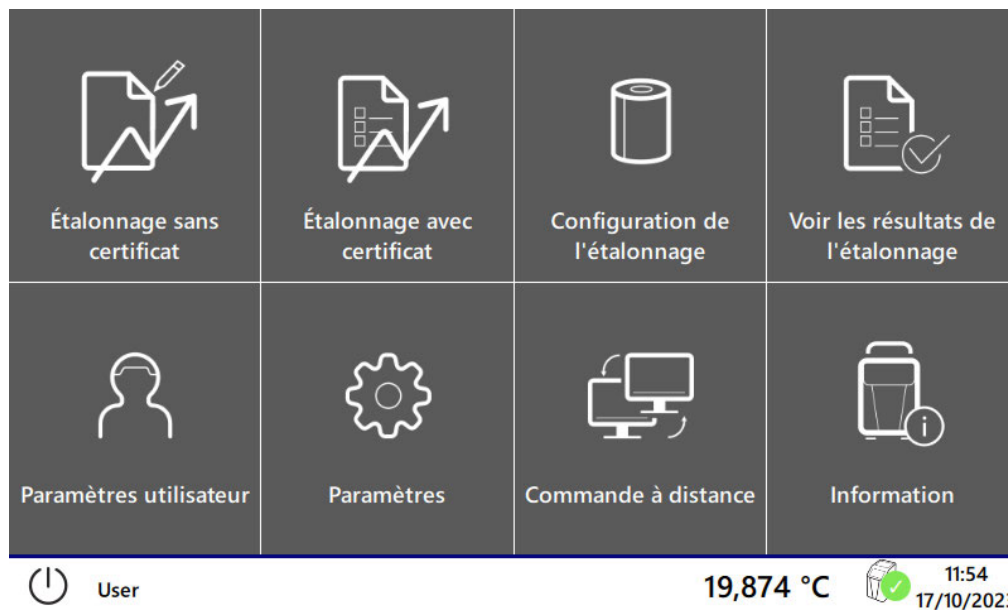 Étalonnage sans
certificat
Étalonnage avec
certificat
Configuration de
l'étalonnage
Voir les résultats de
l'étalonnage
Paramètres utilisateur
Paramètres
Commande à distance
Information
User
19,874 °C
11:54